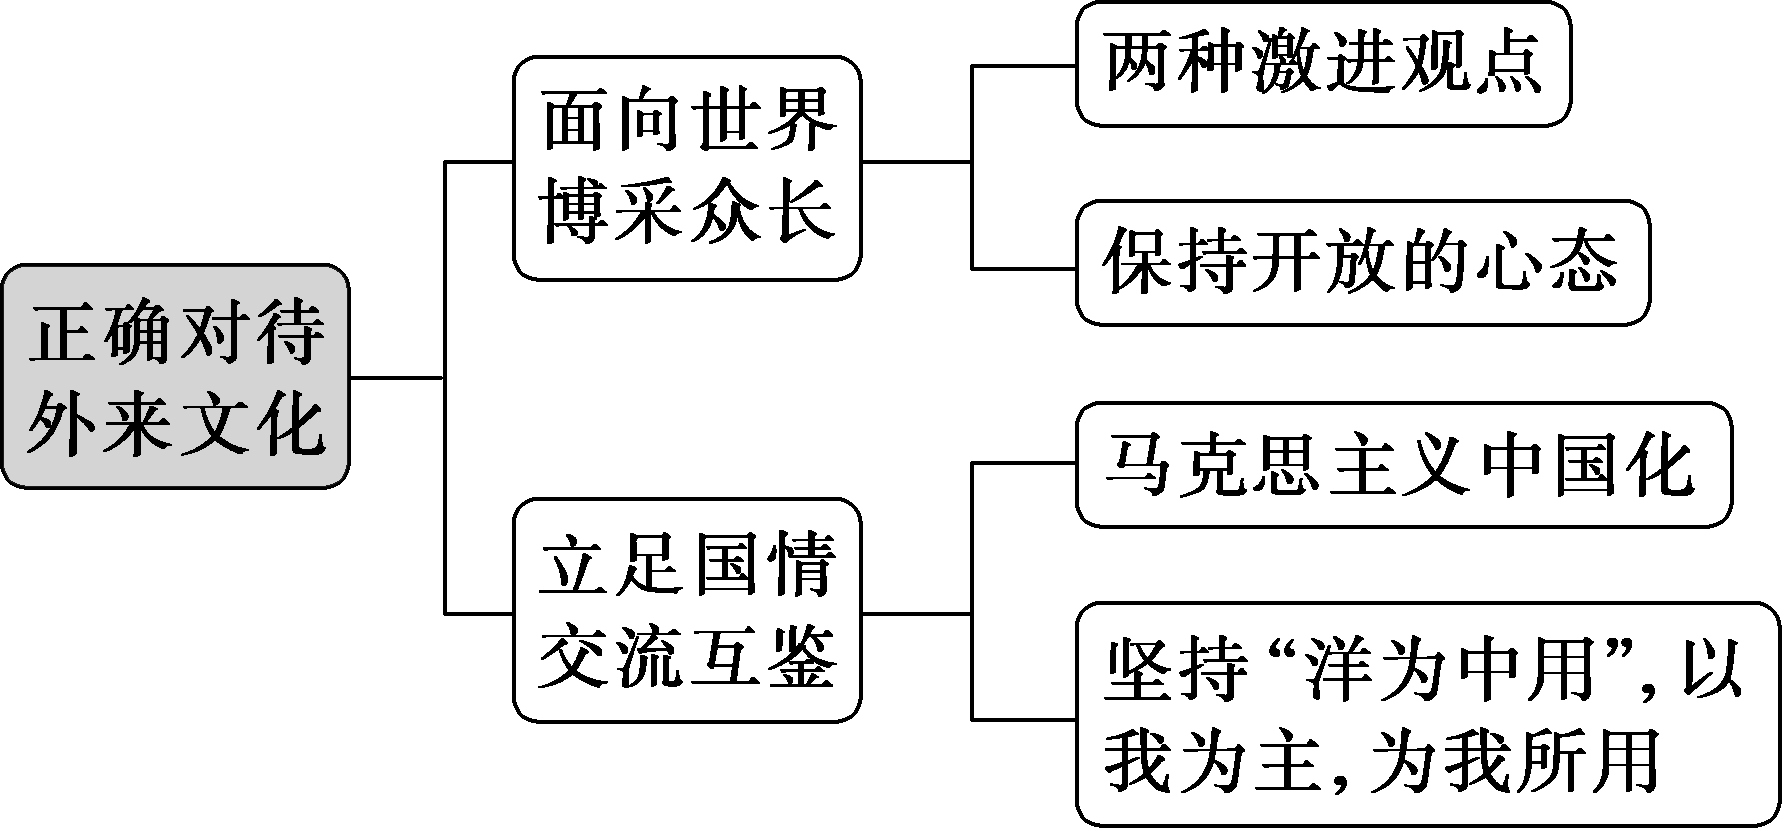 正确对待
外来文化
面向世界
博采众长
两种激进观点
保持开放的心态
立足国情
交流互鉴
马克思主义中国化
坚持“洋为中用”,以
我为主,为我所用